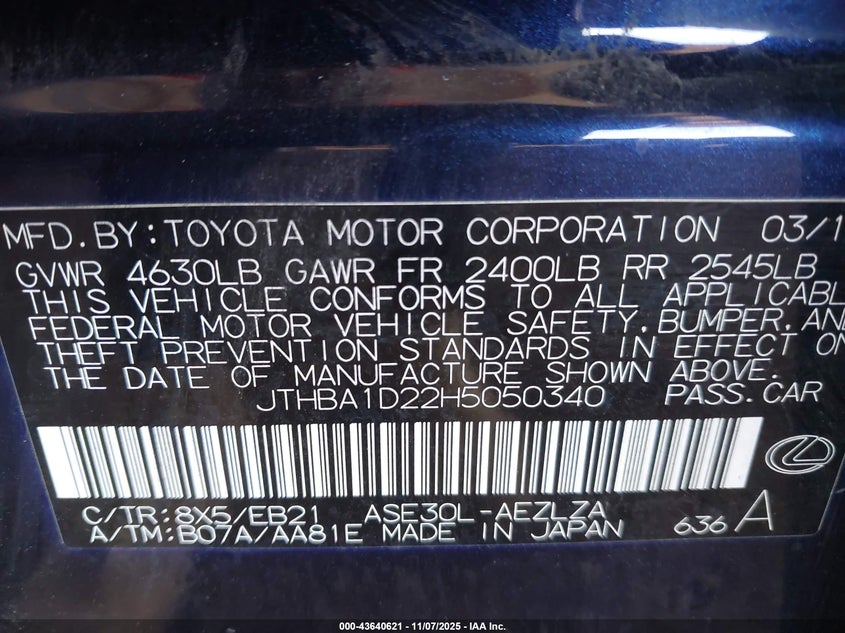 MFD.BY:TOYOTA MOTOR CORPORATION 03/1
GVWR 4630LB GAWR FR 2400LB RR 2545LB
THIS VEHICLE CONFORMS TO ALL APPLICABL
FEDERAL MOTOR VEHICLE SAFETY,BUMPER,AND
THEFT PREVENTION STANDARDS IN EFFECT ON
THE DATE OF MANUFACTURE SHOWN ABOVE.
JTHBA1D22H5050340 PASS.CAR
C/TR:8X5/EB21 ASE30L-AEZLZA
A/TM:B07A/AA81E MADE IN JAPAN 636 A
000-43640621 - 11/07/2025 - IAA Inc.